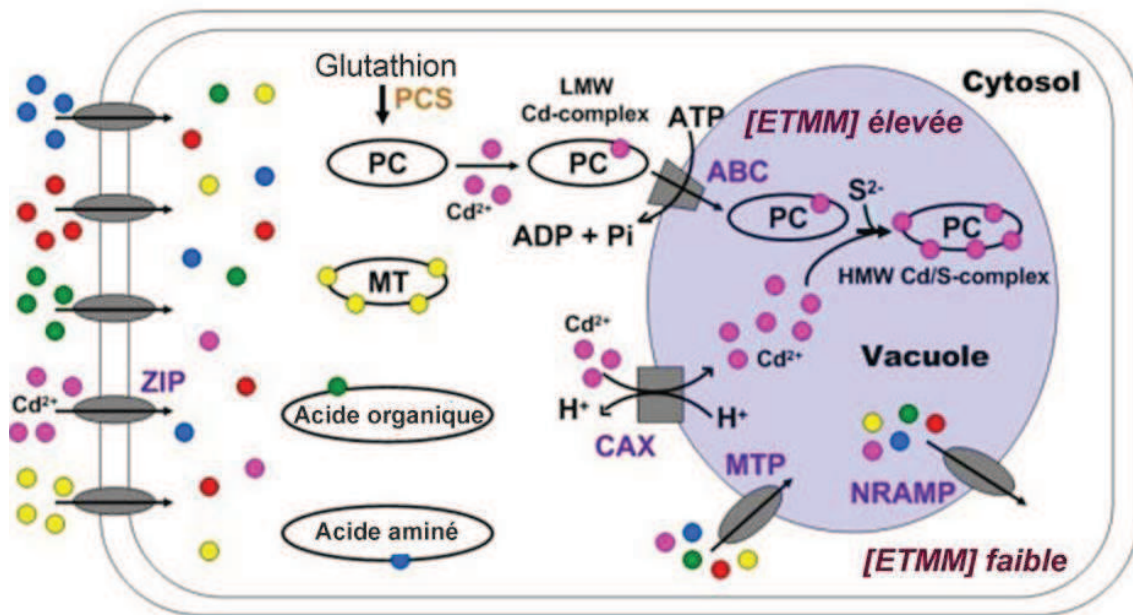 Glutathion
PCS
PC
Cd²⁺
LMW
Cd-complex
PC
ATP
ADP + Pi
ABC
[ETMM] élevée
Cytosol
PC
S²⁻
PC
HMW Cd/S-complex
MT
Cd²⁺
Cd²⁺
Vacuole
ZIP
Cd²⁺
Acide organique
H⁺
H⁺
CAX
MTP
NRAMP
Acide aminé
[ETMM] faible